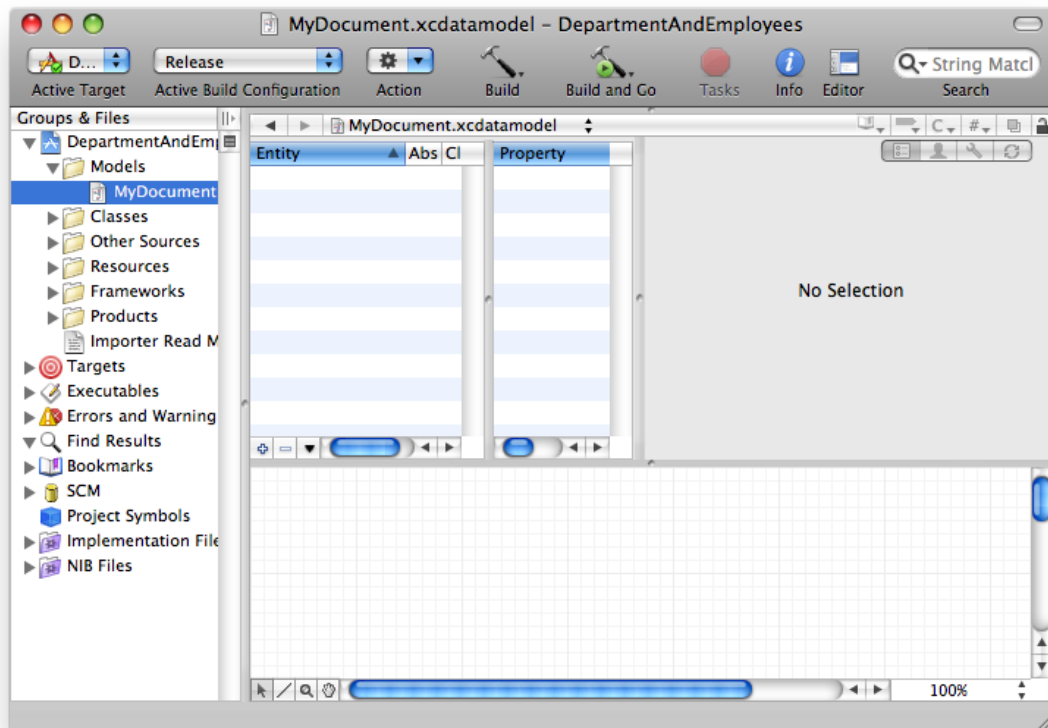 MyDocument.xcdatamodel – DepartmentAndEmployees
D... Release
Active Target Active Build Configuration Action Build Build and Go Tasks Info Editor Search
String Matcl
Groups & Files
MyDocument.xcdatamodel
C #
DepartmentAndEm
Entity Abs Cl Property
Models
MyDocument
Classes
Other Sources
Resources
Frameworks
Products
Importer Read M
Targets
Executables
Errors and Warning
Find Results
Bookmarks
SCM
Project Symbols
Implementation File
NIB Files
No Selection
100%